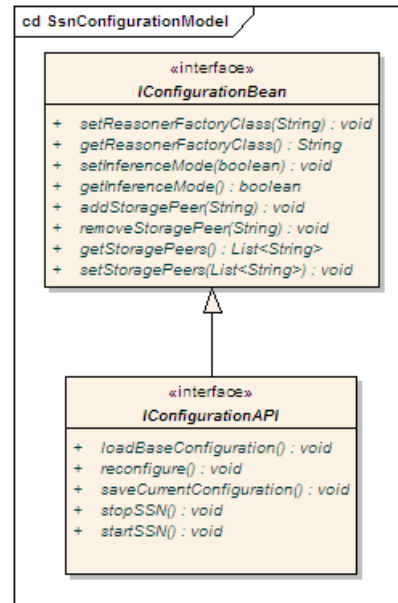 cd SsnConfigurationModel
«interface»
IConfigurationBean
+ setReasonerFactoryClass(String) : void
+ getReasonerFactoryClass() : String
+ setInferenceMode(boolean) : void
+ getInferenceMode() : boolean
+ addStoragePeer(String) : void
+ removeStoragePeer(String) : void
+ getStoragePeers() : List<String>
+ setStoragePeers(List<String>) : void
«interface»
IConfigurationAPI
+ loadBaseConfiguration() : void
+ reconfigure() : void
+ saveCurrentConfiguration() : void
+ stopSSN() : void
+ startSSN() : void